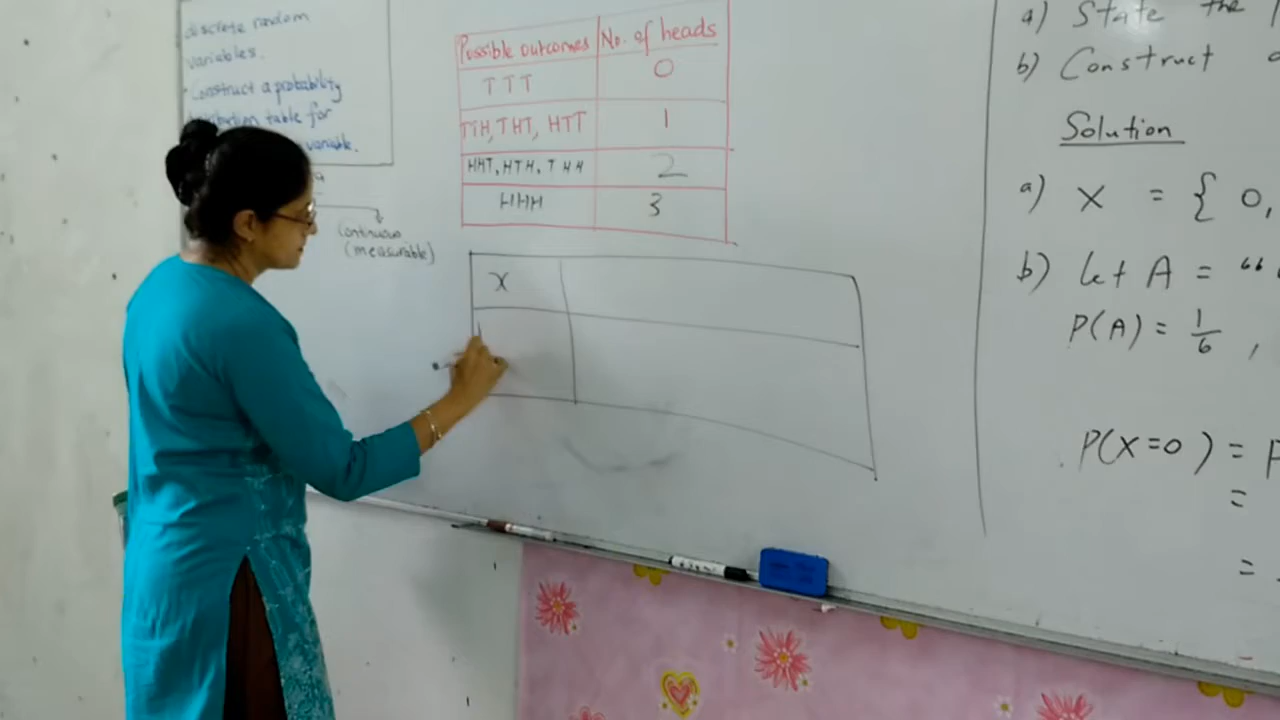 discrete random
variables.
Construct a probability
table for
variable.
Continuous
(measurable)
Possible outcomes No. of heads
TTT 0
TTH, THT, HTT 1
HHT, HTH, THH 2
HHH 3
X
a) State the
b) Construct
Solution
a) X = { 0,
b) let A = "
P(A) = 1/6 ,
P(X=0) = P
=
=